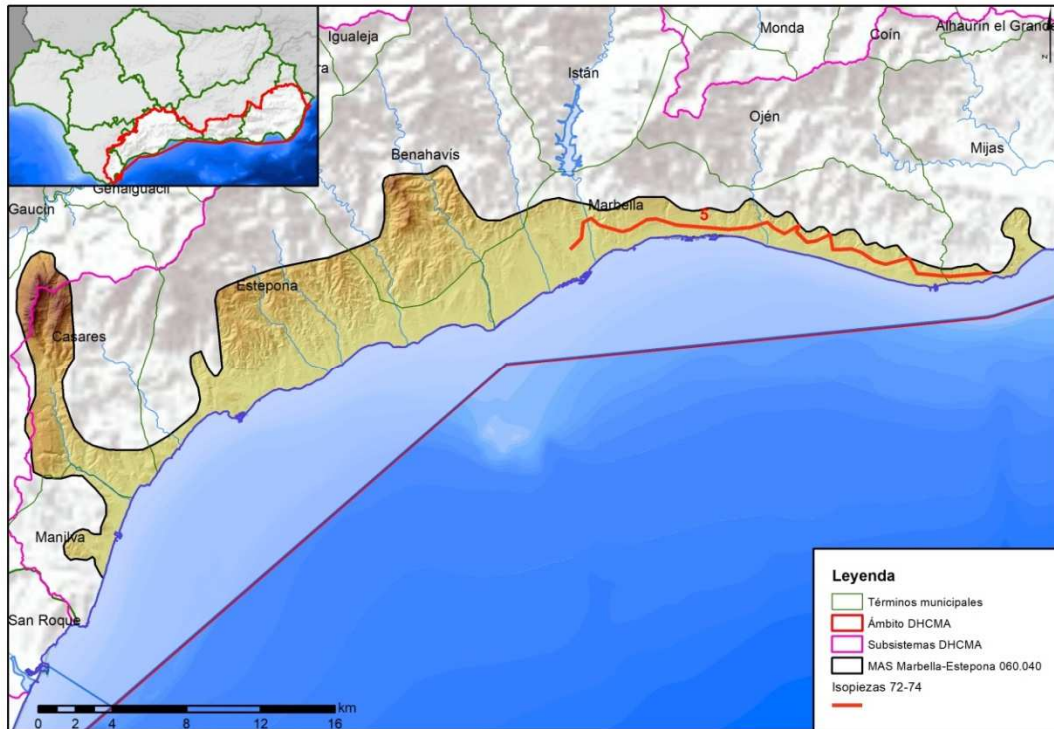 Igualeja
Monda
Coín
Alhaurín el Grande
ra
Istán
Ojén
Mijas
Benahavís
Genalguacil
Gaucín
Marbella
5
Estepona
Casares
Manilva
San Roque
Leyenda
Términos municipales
Ámbito DHCMA
Subsistemas DHCMA
MAS Marbella-Estepona 060.040
Isopiezas 72-74
km
0 2 4 8 12 16